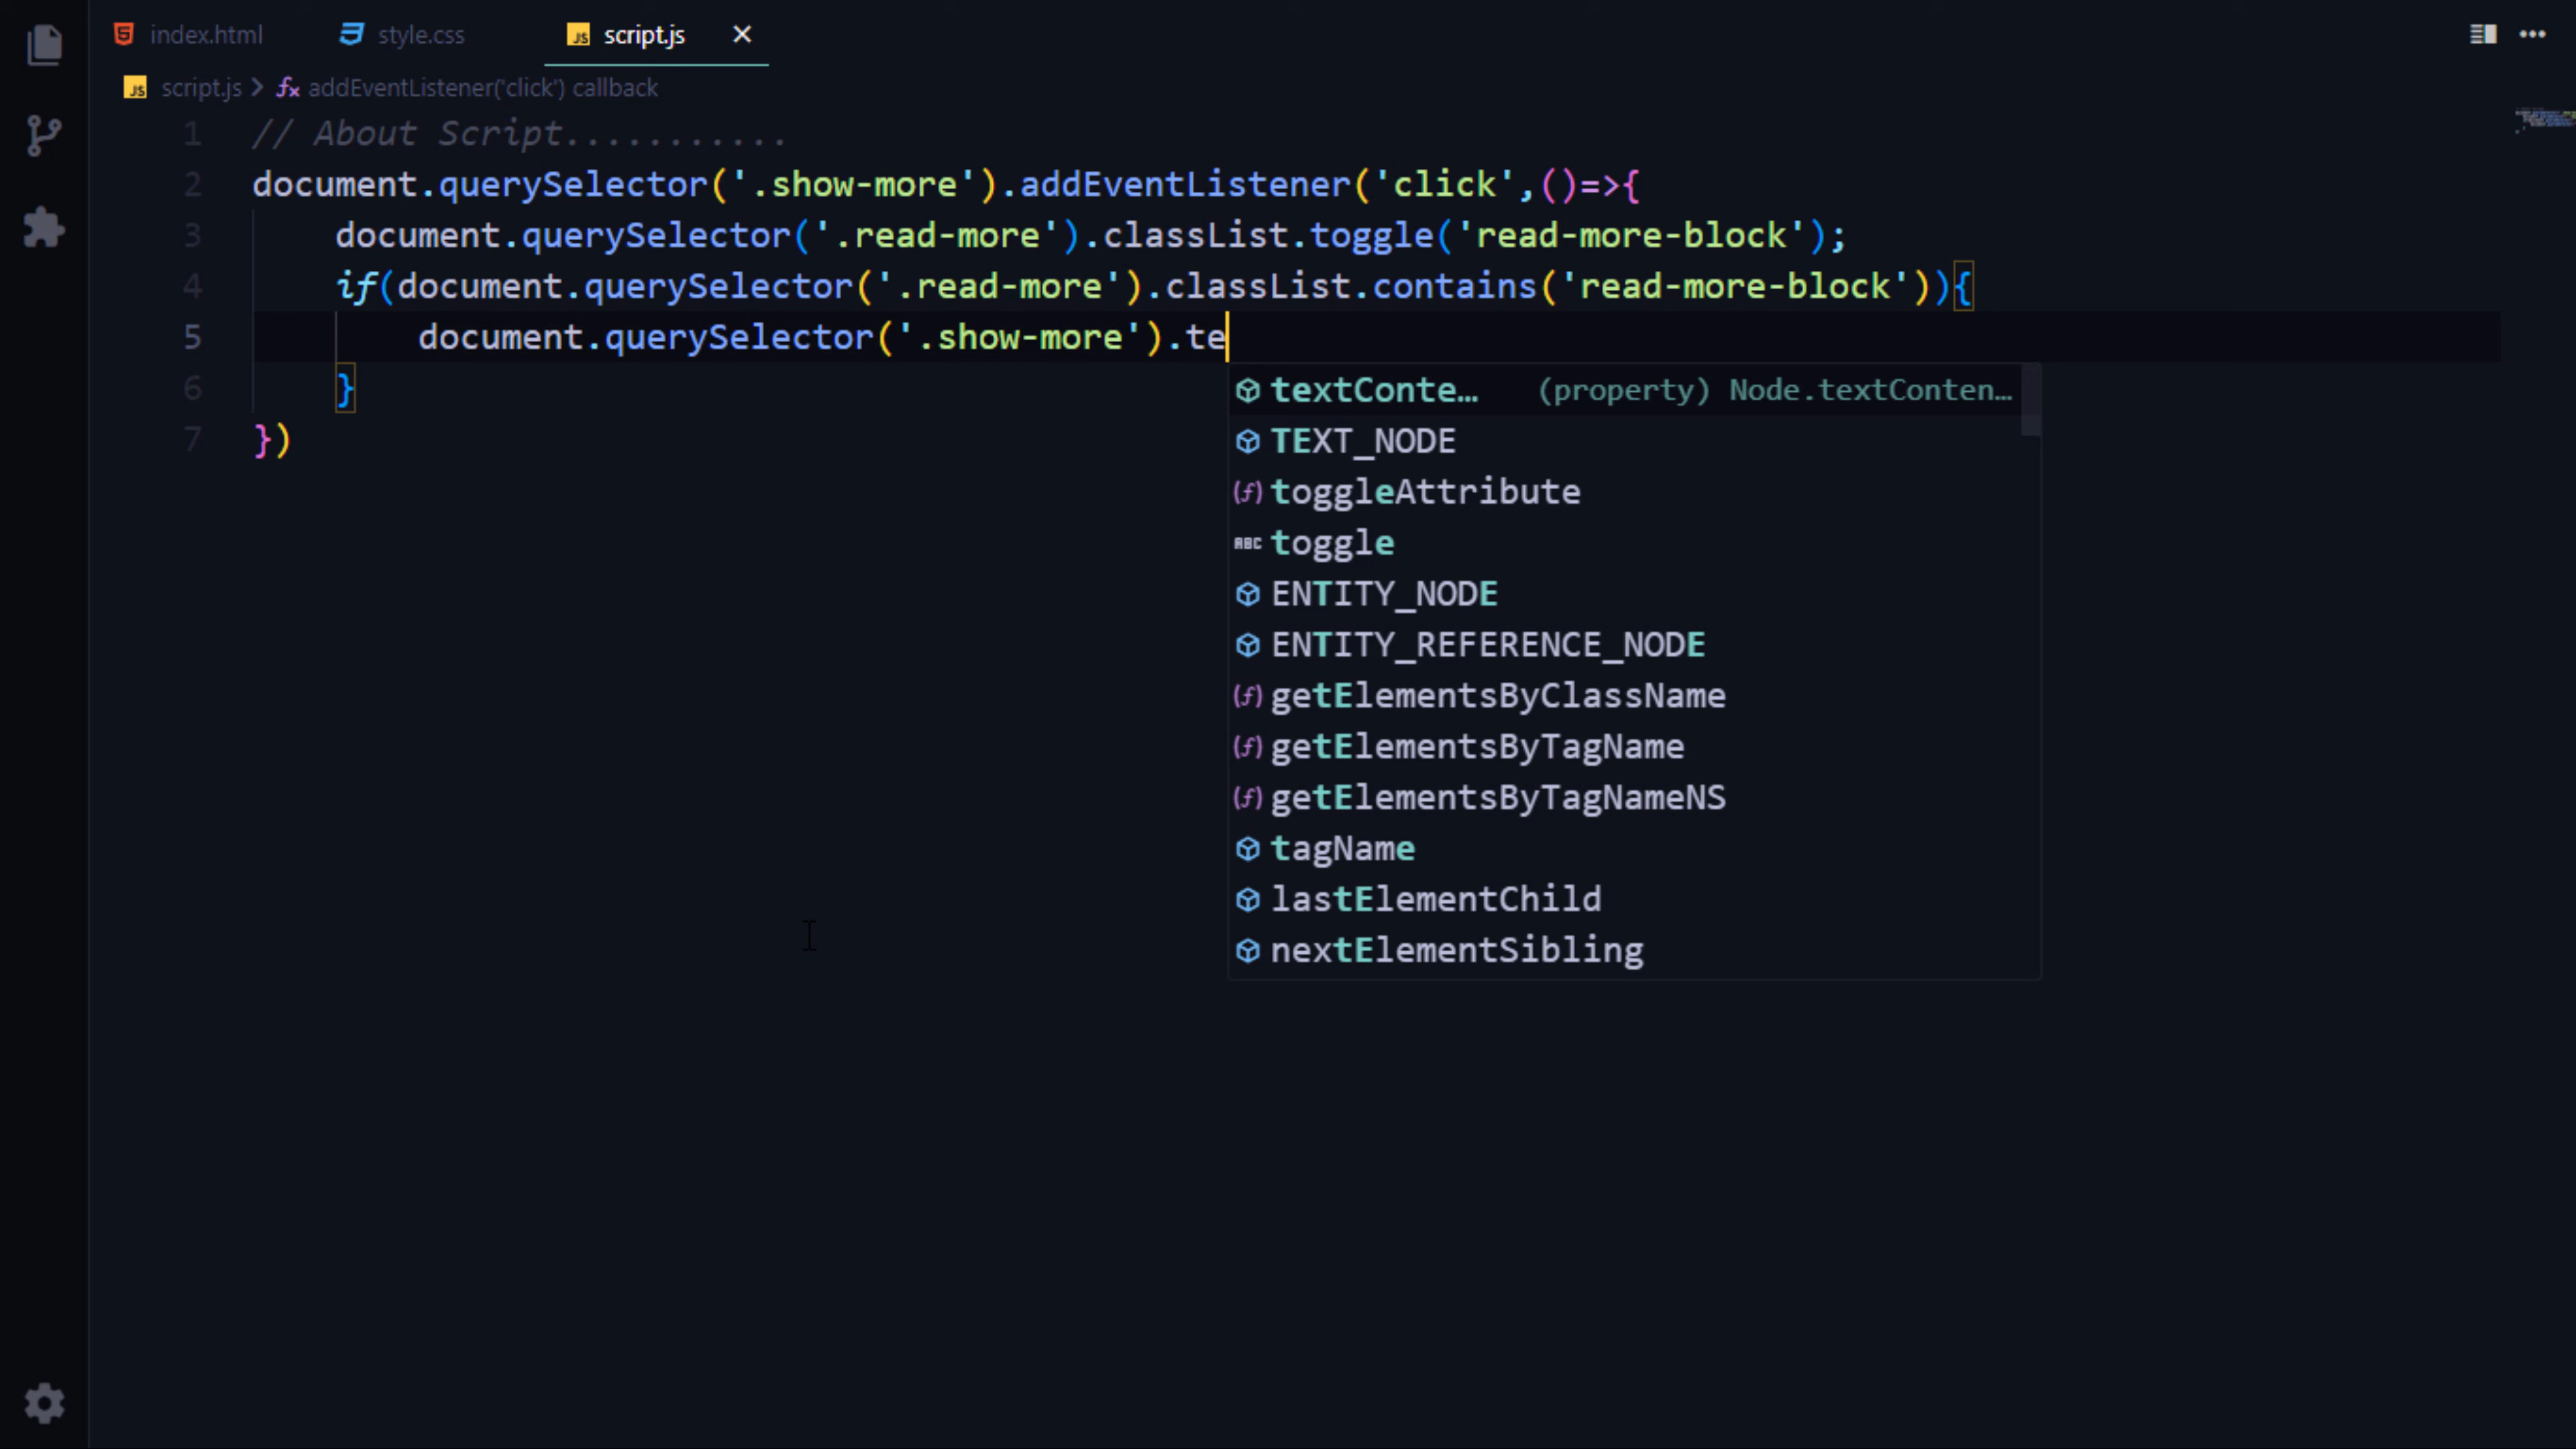 index.html style.css script.js
script.js addEventListener('click') callback
1 // About Script...........
2 document.querySelector('.show-more').addEventListener('click',()=>{
3 document.querySelector('.read-more').classList.toggle('read-more-block');
4 if(document.querySelector('.read-more').classList.contains('read-more-block')){
5 document.querySelector('.show-more').te
6 }
7 })
textConte… (property) Node.textConten…
TEXT_NODE
toggleAttribute
toggle
ENTITY_NODE
ENTITY_REFERENCE_NODE
getElementsByClassName
getElementsByTagName
getElementsByTagNameNS
tagName
lastElementChild
nextElementSibling